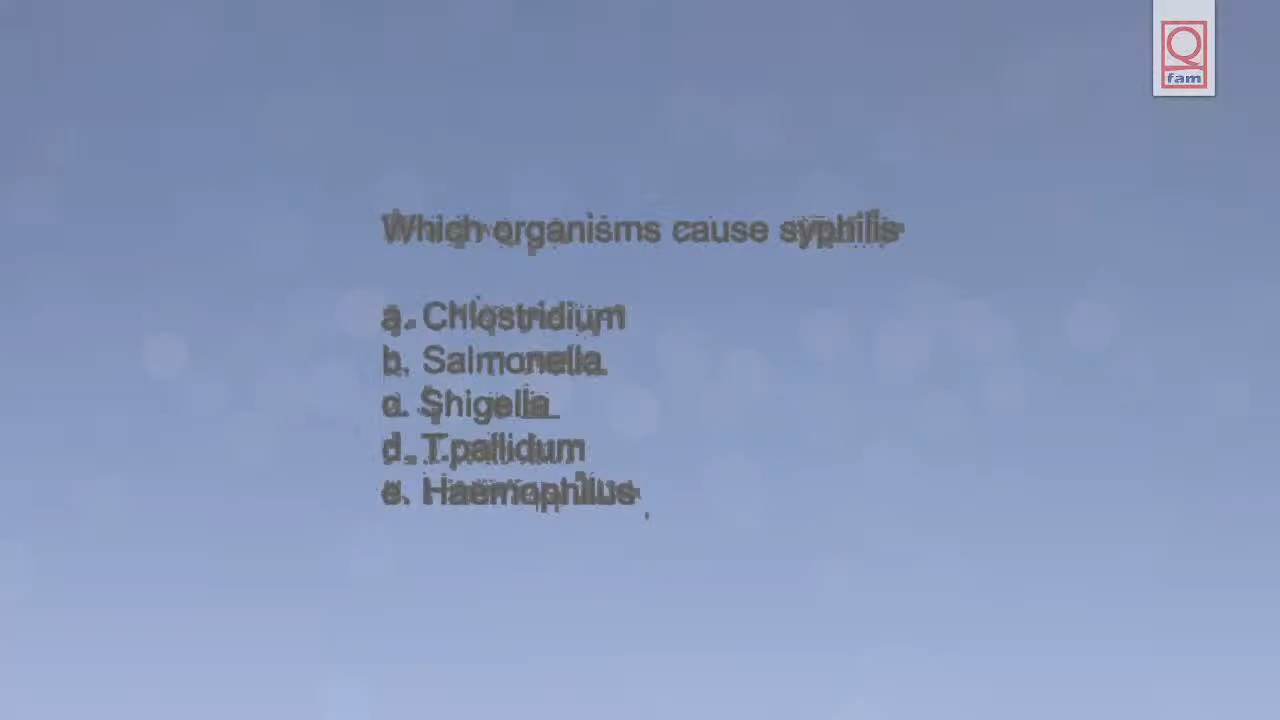 Q
fam
Which organisms cause syphilis
a. Chlostridium
b. Salmonella
c. Shigella
d. T.pallidum
e. Haemophilus